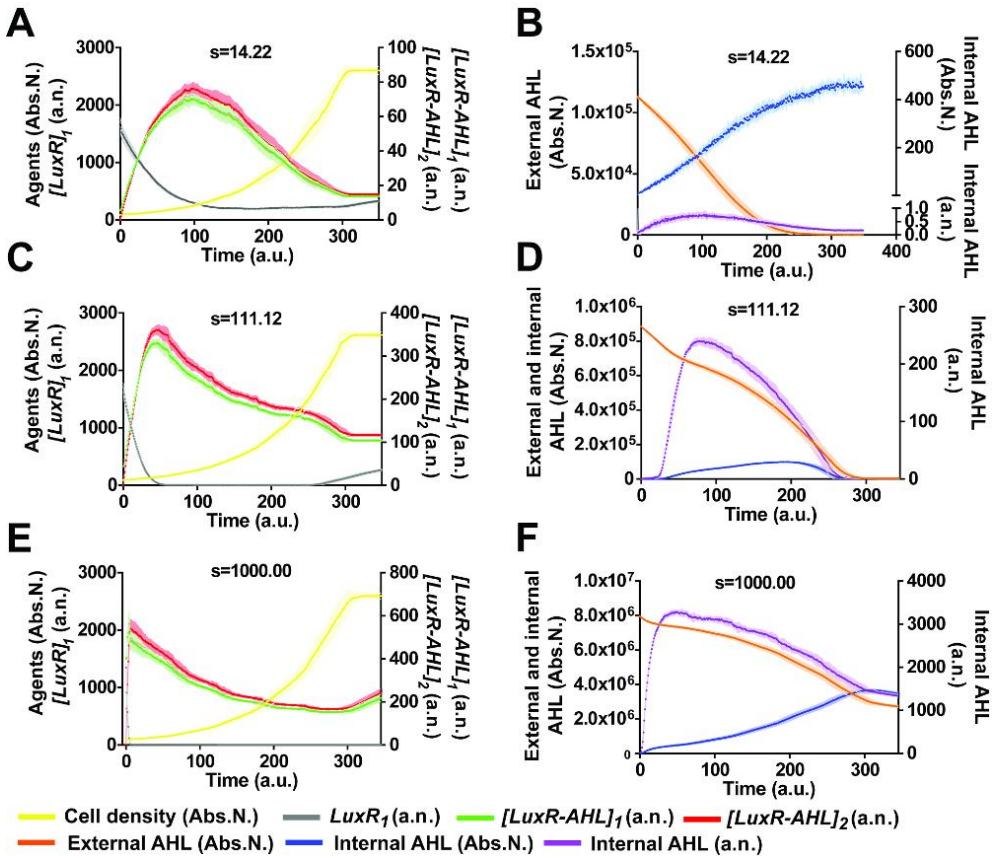 A
s=14.22
Agents (Abs.N.)
[LuxR]1 (a.n.)
3000
2000
1000
0
100
80
60
40
20
0
[LuxR-AHL]1 (a.n.)
[LuxR-AHL]2 (a.n.)
0 100 200 300
Time (a.u.)
B
s=14.22
External AHL
(Abs.N.)
1.5x10^5
1.0x10^5
5.0x10^4
0
600
400
200
1.0
0.5
0.0
Internal AHL
(Abs.N.)
Internal AHL
(a.n.)
0 100 200 300 400
Time (a.u.)
C
s=111.12
Agents (Abs.N.)
[LuxR]1 (a.n.)
3000
2000
1000
0
400
300
200
100
0
[LuxR-AHL]1 (a.n.)
[LuxR-AHL]2 (a.n.)
0 100 200 300
Time (a.u.)
D
s=111.12
External and internal
AHL (Abs.N.)
1.0x10^6
8.0x10^5
6.0x10^5
4.0x10^5
2.0x10^5
0
300
200
100
0
Internal AHL
(a.n.)
0 100 200 300
Time (a.u.)
E
s=1000.00
Agents (Abs.N.)
[LuxR]1 (a.n.)
3000
2000
1000
0
800
600
400
200
0
[LuxR-AHL]1 (a.n.)
[LuxR-AHL]2 (a.n.)
0 100 200 300
Time (a.u.)
F
s=1000.00
External and internal
AHL (Abs.N.)
1.0x10^7
8.0x10^6
6.0x10^6
4.0x10^6
2.0x10^6
0
4000
3000
2000
1000
0
Internal AHL
(a.n.)
0 100 200 300
Time (a.u.)
Cell density (Abs.N.) LuxR1 (a.n.) [LuxR-AHL]1 (a.n.) [LuxR-AHL]2 (a.n.)
External AHL (Abs.N.) Internal AHL (Abs.N.) Internal AHL (a.n.)